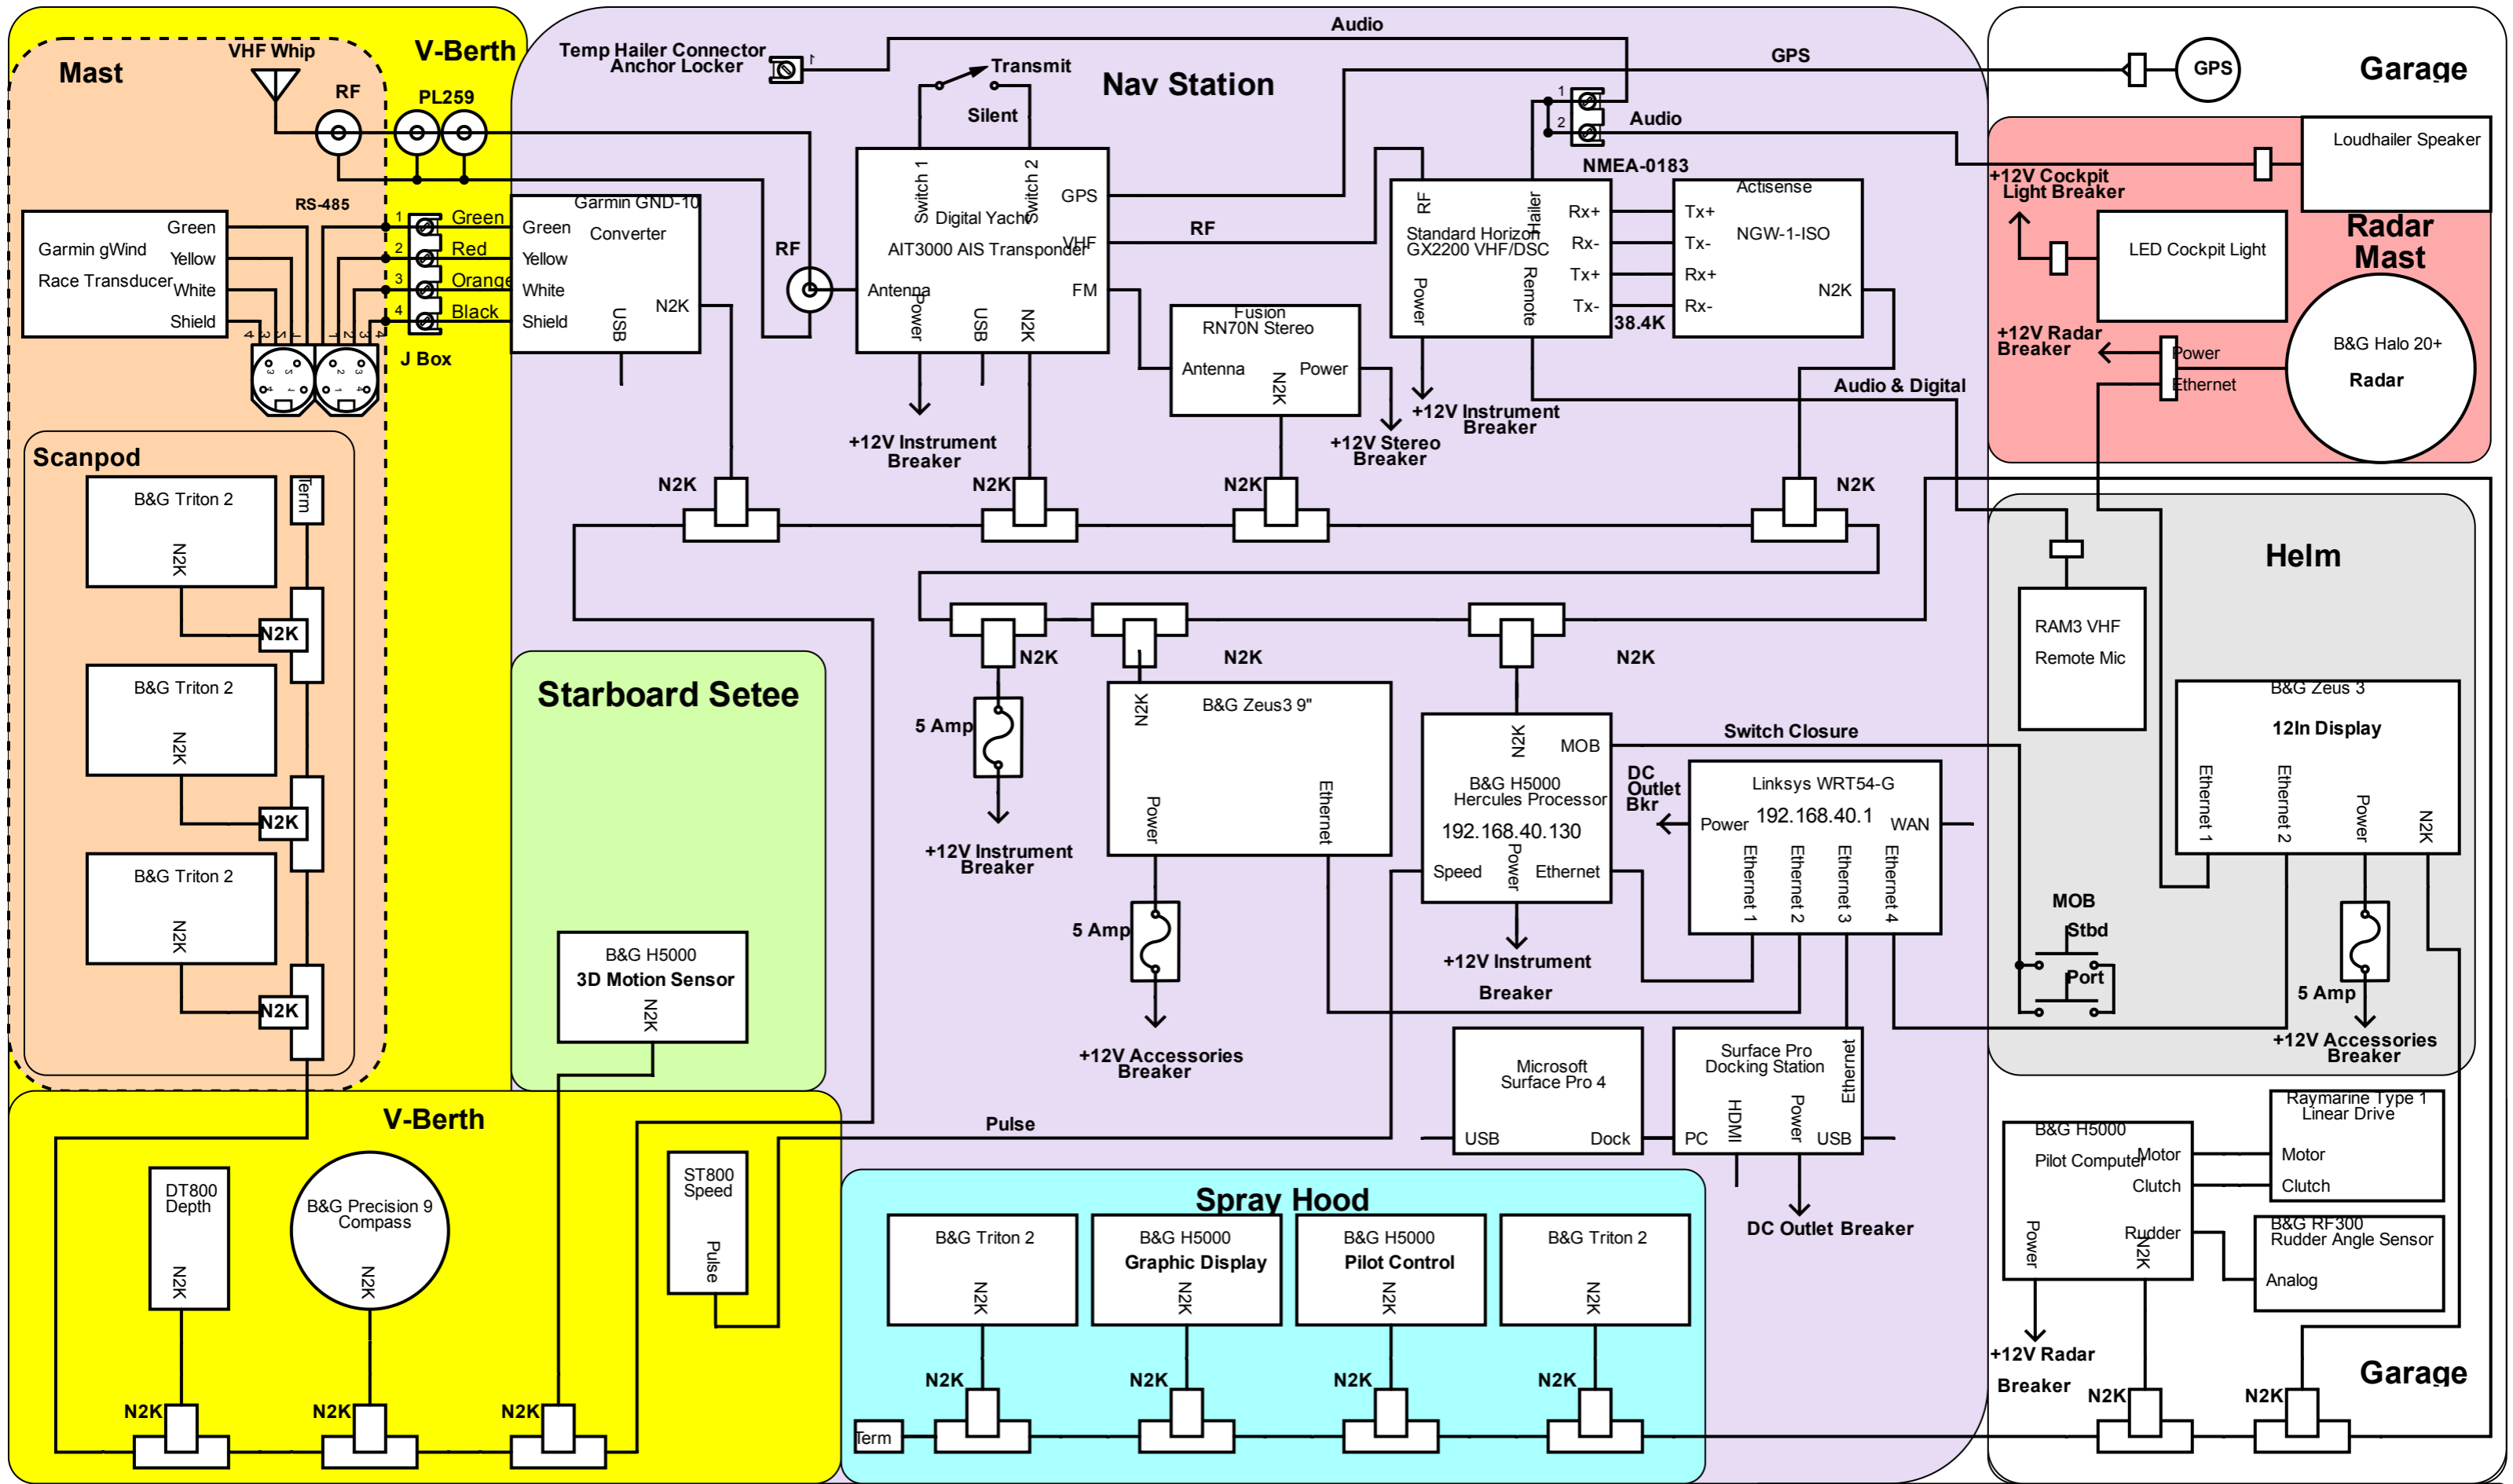 Mast
VHF Whip
RF
V-Berth
PL259
RS-485
Garmin gWind
Race Transducer
Green
Yellow
White
Shield
4
3
2
1
1
2
3
4
1
2
3
4
Green
Red
Orange
Black
J Box
Scanpod
Term
B&G Triton 2
N2K
N2K
B&G Triton 2
N2K
N2K
B&G Triton 2
N2K
N2K
Temp Hailer Connector
Anchor Locker
1
Audio
Nav Station
Transmit
Silent
GPS
Garmin GND-10
Converter
Green
Yellow
White
Shield
USB
N2K
RF
Switch 1
Switch 2
Digital Yacht
AIT3000 AIS Transponder
GPS
VHF
FM
Antenna
Power
USB
N2K
+12V Instrument
Breaker
RF
Fusion
RN70N Stereo
Antenna
Power
N2K
+12V Stereo
Breaker
1
2
Audio
NMEA-0183
RF
Hailer
Standard Horizon
GX2200 VHF/DSC
Rx+
Rx-
Tx+
Tx-
Power
Remote
+12V Instrument
Breaker
38.4K
Actisense
NGW-1-ISO
Tx+
Tx-
Rx+
Rx-
N2K
Audio & Digital
N2K
N2K
N2K
N2K
N2K
N2K
N2K
5 Amp
+12V Instrument
Breaker
N2K
B&G Zeus3 9"
Power
Ethernet
5 Amp
+12V Accessories
Breaker
N2K
MOB
B&G H5000
Hercules Processor
192.168.40.130
Speed
Power
Ethernet
+12V Instrument
Breaker
Switch Closure
DC
Outlet
Bkr
Linksys WRT54-G
192.168.40.1
Power
WAN
Ethernet 1
Ethernet 2
Ethernet 3
Ethernet 4
Microsoft
Surface Pro 4
USB
Dock
Surface Pro
Docking Station
Ethernet
PC
HDMI
Power
USB
DC Outlet Breaker
Pulse
Starboard Setee
B&G H5000
3D Motion Sensor
N2K
V-Berth
DT800
Depth
N2K
B&G Precision 9
Compass
N2K
ST800
Speed
Pulse
N2K
N2K
N2K
Spray Hood
B&G Triton 2
N2K
B&G H5000
Graphic Display
N2K
B&G H5000
Pilot Control
N2K
B&G Triton 2
N2K
N2K
N2K
N2K
N2K
Term
GPS
Garage
Loudhailer Speaker
+12V Cockpit
Light Breaker
LED Cockpit Light
Radar
Mast
+12V Radar
Breaker
Power
Ethernet
B&G Halo 20+
Radar
Helm
RAM3 VHF
Remote Mic
B&G Zeus 3
12In Display
Ethernet 1
Ethernet 2
Power
N2K
MOB
Stbd
Port
5 Amp
+12V Accessories
Breaker
B&G H5000
Pilot Computer
Motor
Clutch
Rudder
Power
N2K
Raymarine Type 1
Linear Drive
Motor
Clutch
B&G RF300
Rudder Angle Sensor
Analog
+12V Radar
Breaker
N2K
N2K
Garage